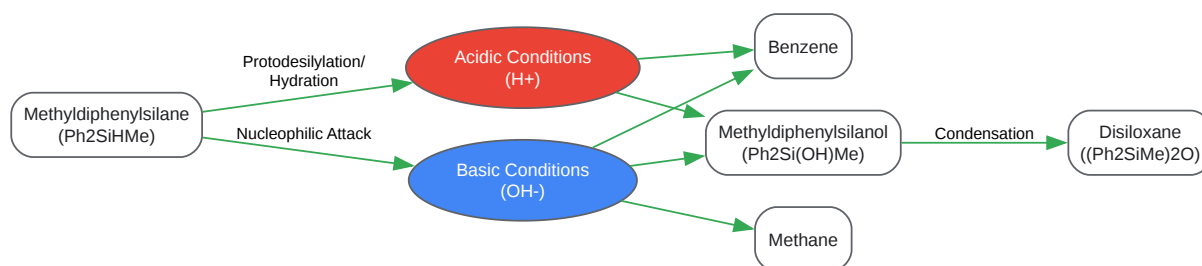 Methyldiphenylsilane
(Ph2SiHMe)
Protodesilylation/
Hydration
Nucleophilic Attack
Acidic Conditions
(H+)
Basic Conditions
(OH-)
Benzene
Methyldiphenylsilanol
(Ph2Si(OH)Me)
Methane
Condensation
Disiloxane
((Ph2SiMe)2O)